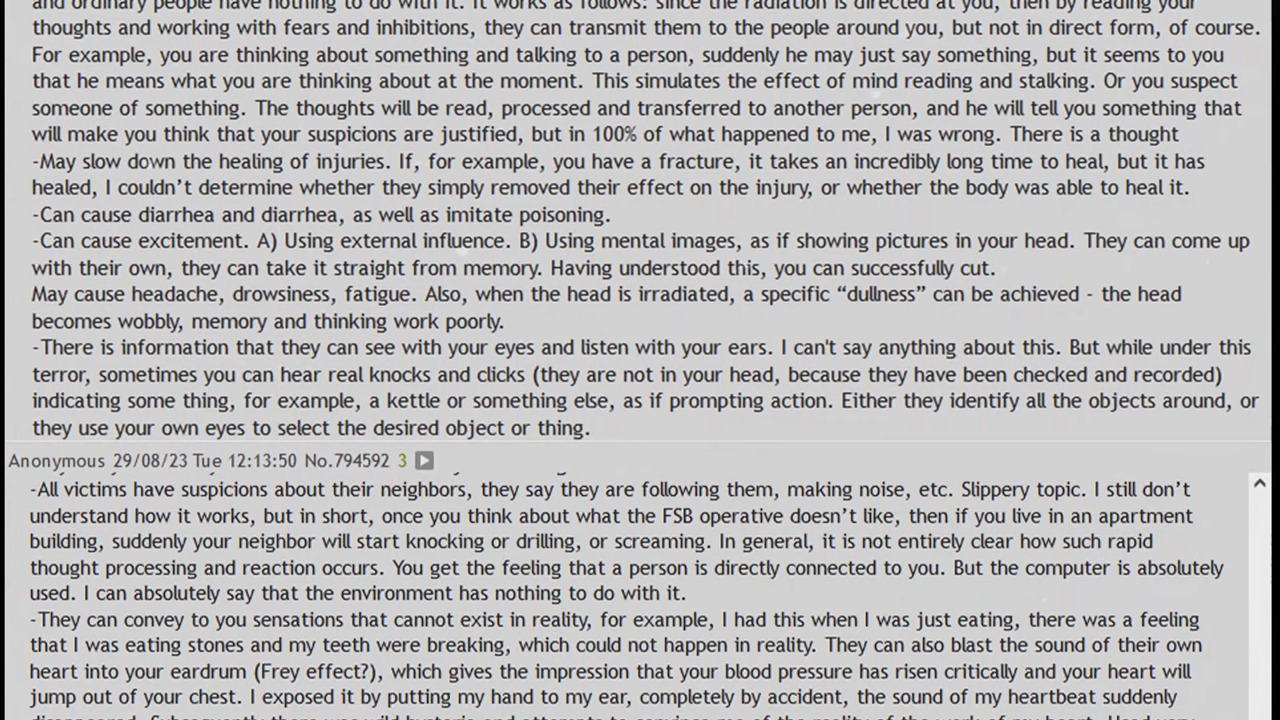 and ordinary people have nothing to do with it. It works as follows: since the radiation is directed at you, then by reading your
thoughts and working with fears and inhibitions, they can transmit them to the people around you, but not in direct form, of course.
For example, you are thinking about something and talking to a person, suddenly he may just say something, but it seems to you
that he means what you are thinking about at the moment. This simulates the effect of mind reading and stalking. Or you suspect
someone of something. The thoughts will be read, processed and transferred to another person, and he will tell you something that
will make you think that your suspicions are justified, but in 100% of what happened to me, I was wrong. There is a thought
-May slow down the healing of injuries. If, for example, you have a fracture, it takes an incredibly long time to heal, but it has
healed, I couldn’t determine whether they simply removed their effect on the injury, or whether the body was able to heal it.
-Can cause diarrhea and diarrhea, as well as imitate poisoning.
-Can cause excitement. A) Using external influence. B) Using mental images, as if showing pictures in your head. They can come up
with their own, they can take it straight from memory. Having understood this, you can successfully cut.
May cause headache, drowsiness, fatigue. Also, when the head is irradiated, a specific “dullness” can be achieved - the head
becomes wobbly, memory and thinking work poorly.
-There is information that they can see with your eyes and listen with your ears. I can't say anything about this. But while under this
terror, sometimes you can hear real knocks and clicks (they are not in your head, because they have been checked and recorded)
indicating some thing, for example, a kettle or something else, as if prompting action. Either they identify all the objects around, or
they use your own eyes to select the desired object or thing.
Anonymous 29/08/23 Tue 12:13:50 No.794592 3
-All victims have suspicions about their neighbors, they say they are following them, making noise, etc. Slippery topic. I still don’t
understand how it works, but in short, once you think about what the FSB operative doesn’t like, then if you live in an apartment
building, suddenly your neighbor will start knocking or drilling, or screaming. In general, it is not entirely clear how such rapid
thought processing and reaction occurs. You get the feeling that a person is directly connected to you. But the computer is absolutely
used. I can absolutely say that the environment has nothing to do with it.
-They can convey to you sensations that cannot exist in reality, for example, I had this when I was just eating, there was a feeling
that I was eating stones and my teeth were breaking, which could not happen in reality. They can also blast the sound of their own
heart into your eardrum (Frey effect?), which gives the impression that your blood pressure has risen critically and your heart will
jump out of your chest. I exposed it by putting my hand to my ear, completely by accident, the sound of my heartbeat suddenly